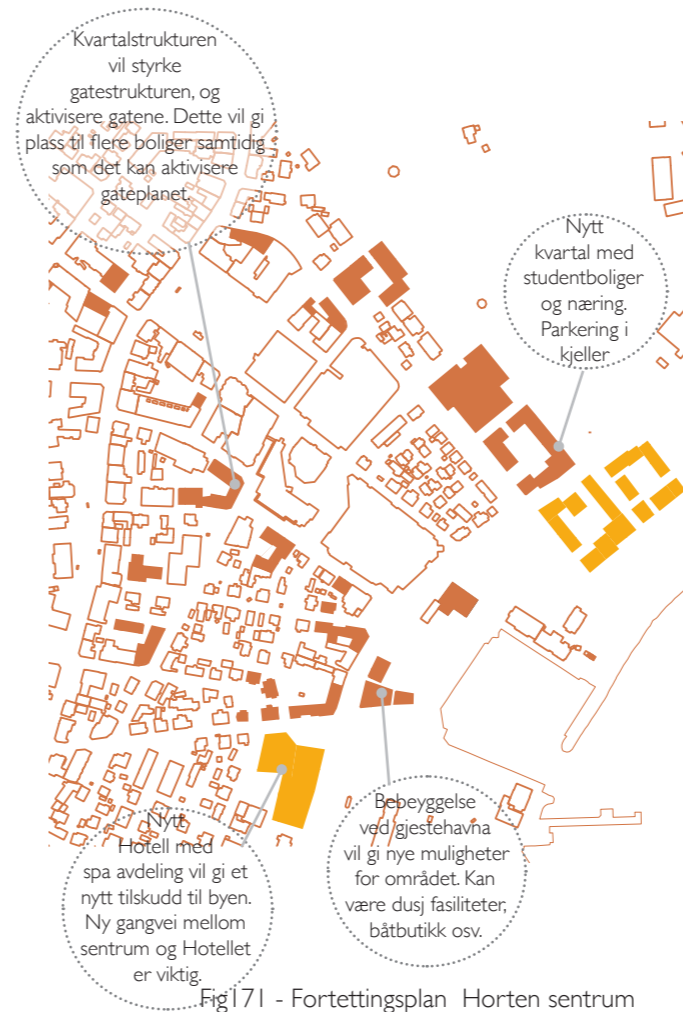 Kvartalstrukturen
vil styrke
gatestrukturen, og
aktivisere gatene. Dette vil gi
plass til flere boliger samtidig
som det kan aktivisere
gateplanet.
Nytt
kvartal med
studentboliger
og næring.
Parkering i
kjeller
Nytt
Hotell med
spa avdeling vil gi et
nytt tilskudd til byen.
Ny gangvei mellom
sentrum og Hotellet
er viktig.
Bebeyggelse
ved gjestehavna
vil gi nye muligheter
for området. Kan
være dusj fasiliteter,
båtbutikk osv.
Fig171 - Fortettingsplan Horten sentrum